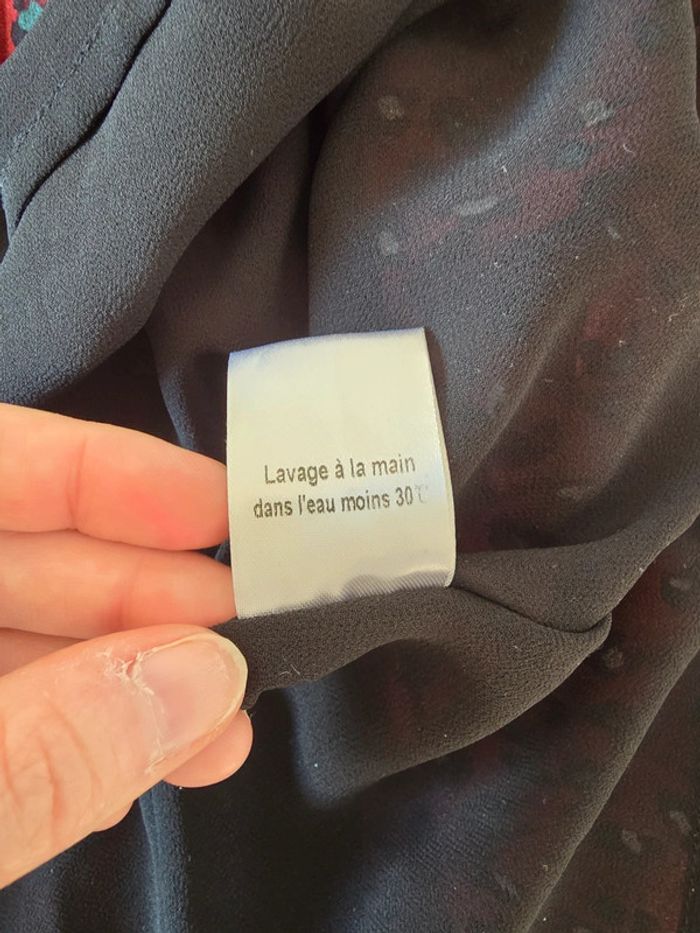 Lavage à la main
dans l'eau moins 30℃